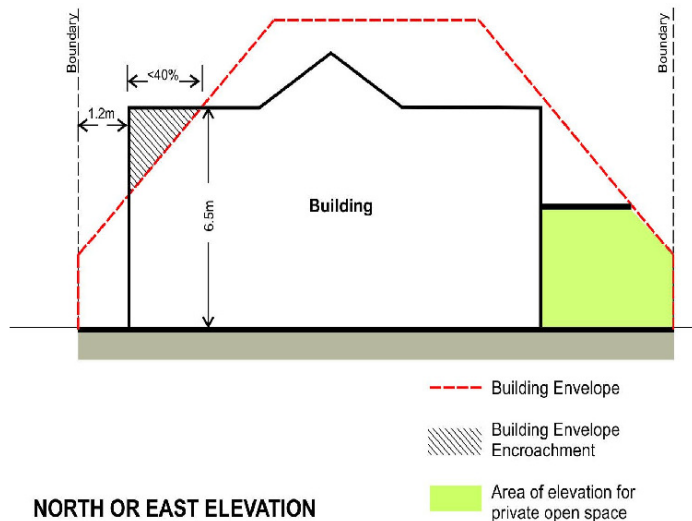 Boundary
Boundary
<40%
1.2m
6.5m
Building
Building Envelope
Building Envelope
Encroachment
Area of elevation for
private open space
NORTH OR EAST ELEVATION